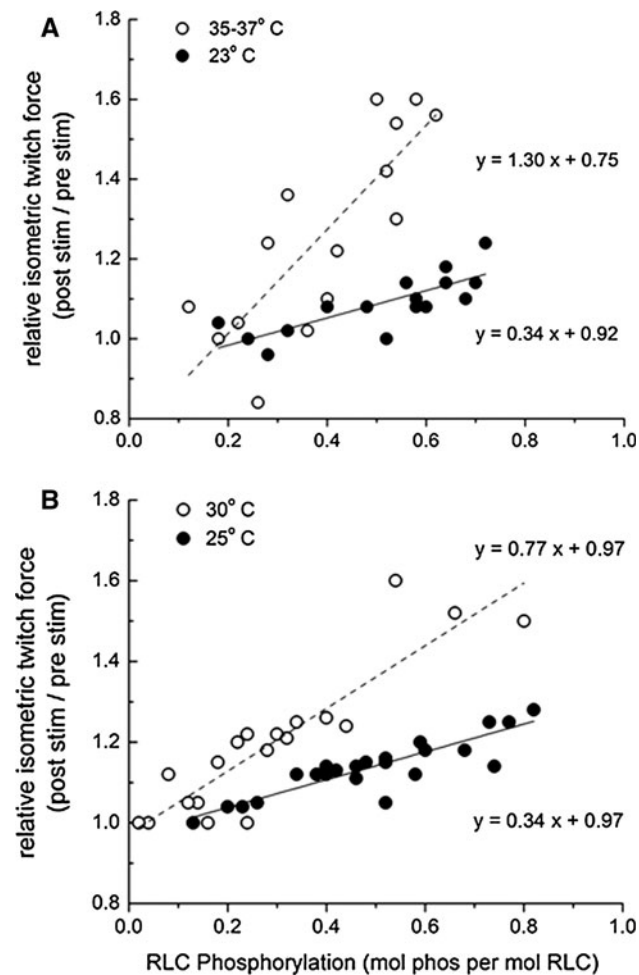 A
35-37° C
23° C
relative isometric twitch force
(post stim / pre stim)
1.8
1.6
1.4
1.2
1.0
0.8
y = 1.30 x + 0.75
y = 0.34 x + 0.92
0.0 0.2 0.4 0.6 0.8 1.0
B
30° C
25° C
relative isometric twitch force
(post stim / pre stim)
1.8
1.6
1.4
1.2
1.0
0.8
y = 0.77 x + 0.97
y = 0.34 x + 0.97
0.0 0.2 0.4 0.6 0.8 1.0
RLC Phosphorylation (mol phos per mol RLC)